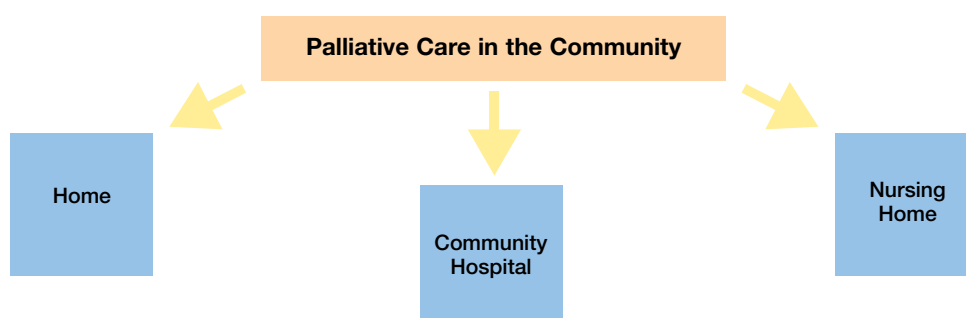 Palliative Care in the Community
Home
Community
Hospital
Nursing
Home